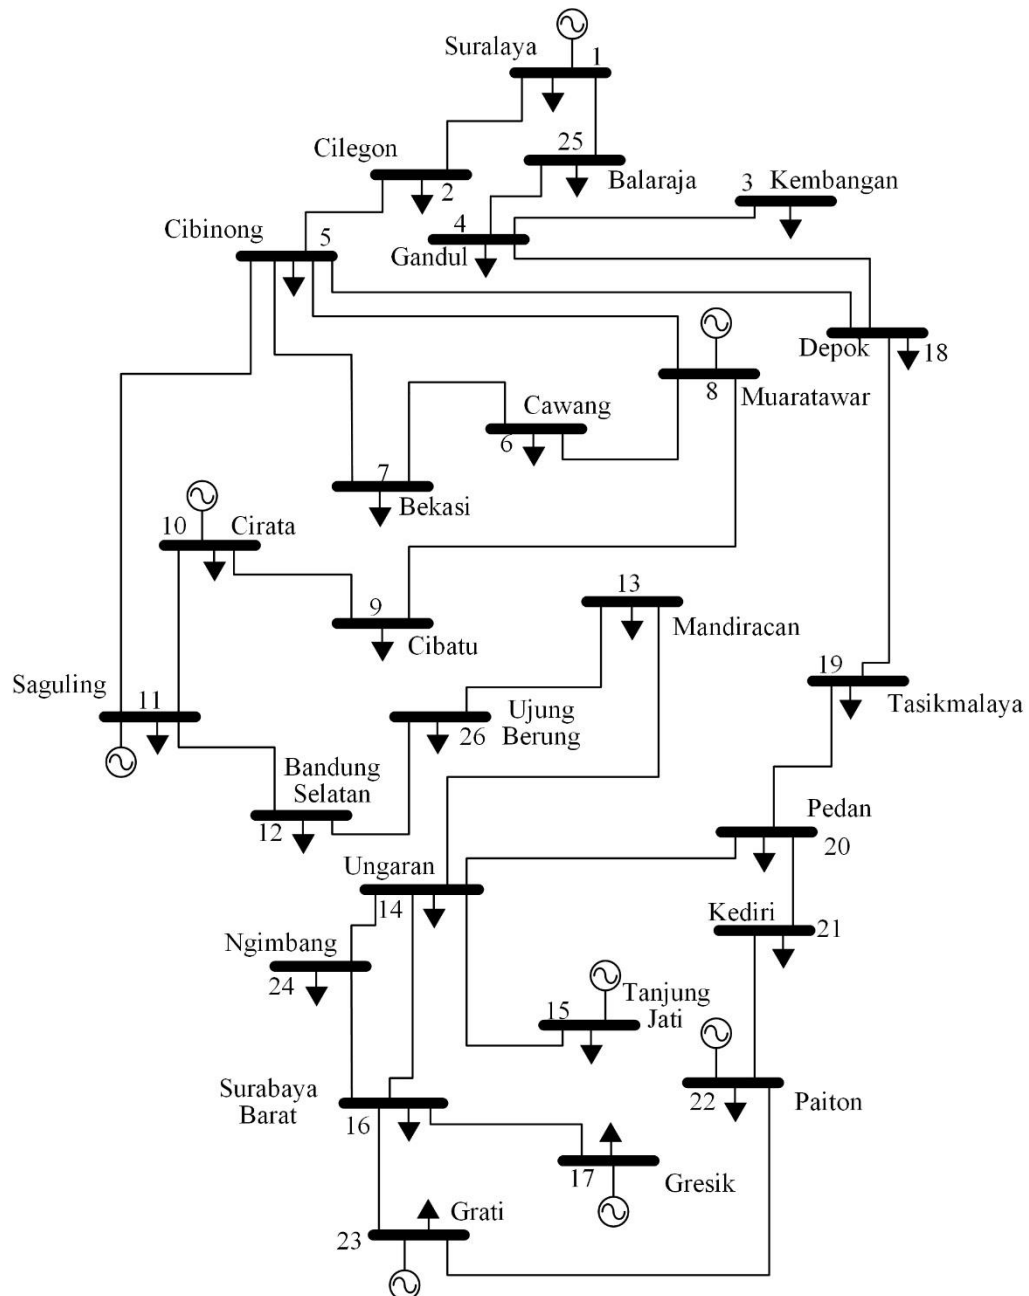 Suralaya
1
25
Balaraja
Cilegon
2
3
Kembangan
4
Gandul
Cibinong
5
Depok
18
8
Muaratawar
Cawang
6
7
Bekasi
10
Cirata
9
Cibatu
13
Mandiracan
19
Tasikmalaya
Saguling
11
Ujung
Berung
26
Bandung
Selatan
12
Pedan
20
Ungaran
14
Kediri
21
Ngimbang
24
Tanjung
Jati
15
Surabaya
Barat
16
22
Paiton
17
Gresik
Grati
23